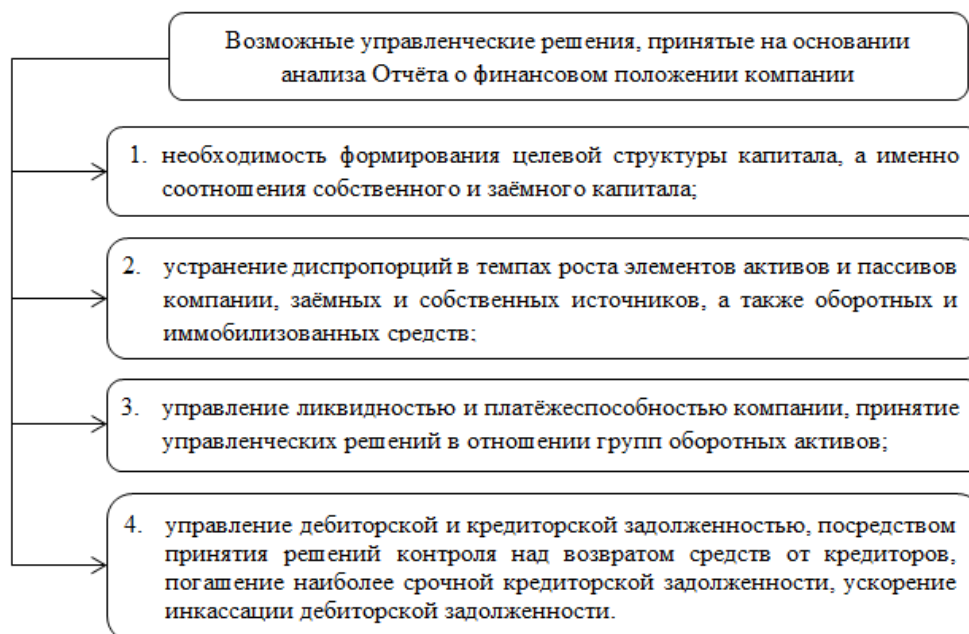 Возможные управленческие решения, принятые на основании
анализа Отчёта о финансовом положении компании
1. необходимость формирования целевой структуры капитала, а именно
соотношения собственного и заёмного капитала;
2. устранение диспропорций в темпах роста элементов активов и пассивов
компании, заёмных и собственных источников, а также оборотных и
иммобилизованных средств;
3. управление ликвидностью и платёжеспособностью компании, принятие
управленческих решений в отношении групп оборотных активов;
4. управление дебиторской и кредиторской задолженностью, посредством
принятия решений контроля над возвратом средств от кредиторов,
погашение наиболее срочной кредиторской задолженности, ускорение
инкассации дебиторской задолженности.